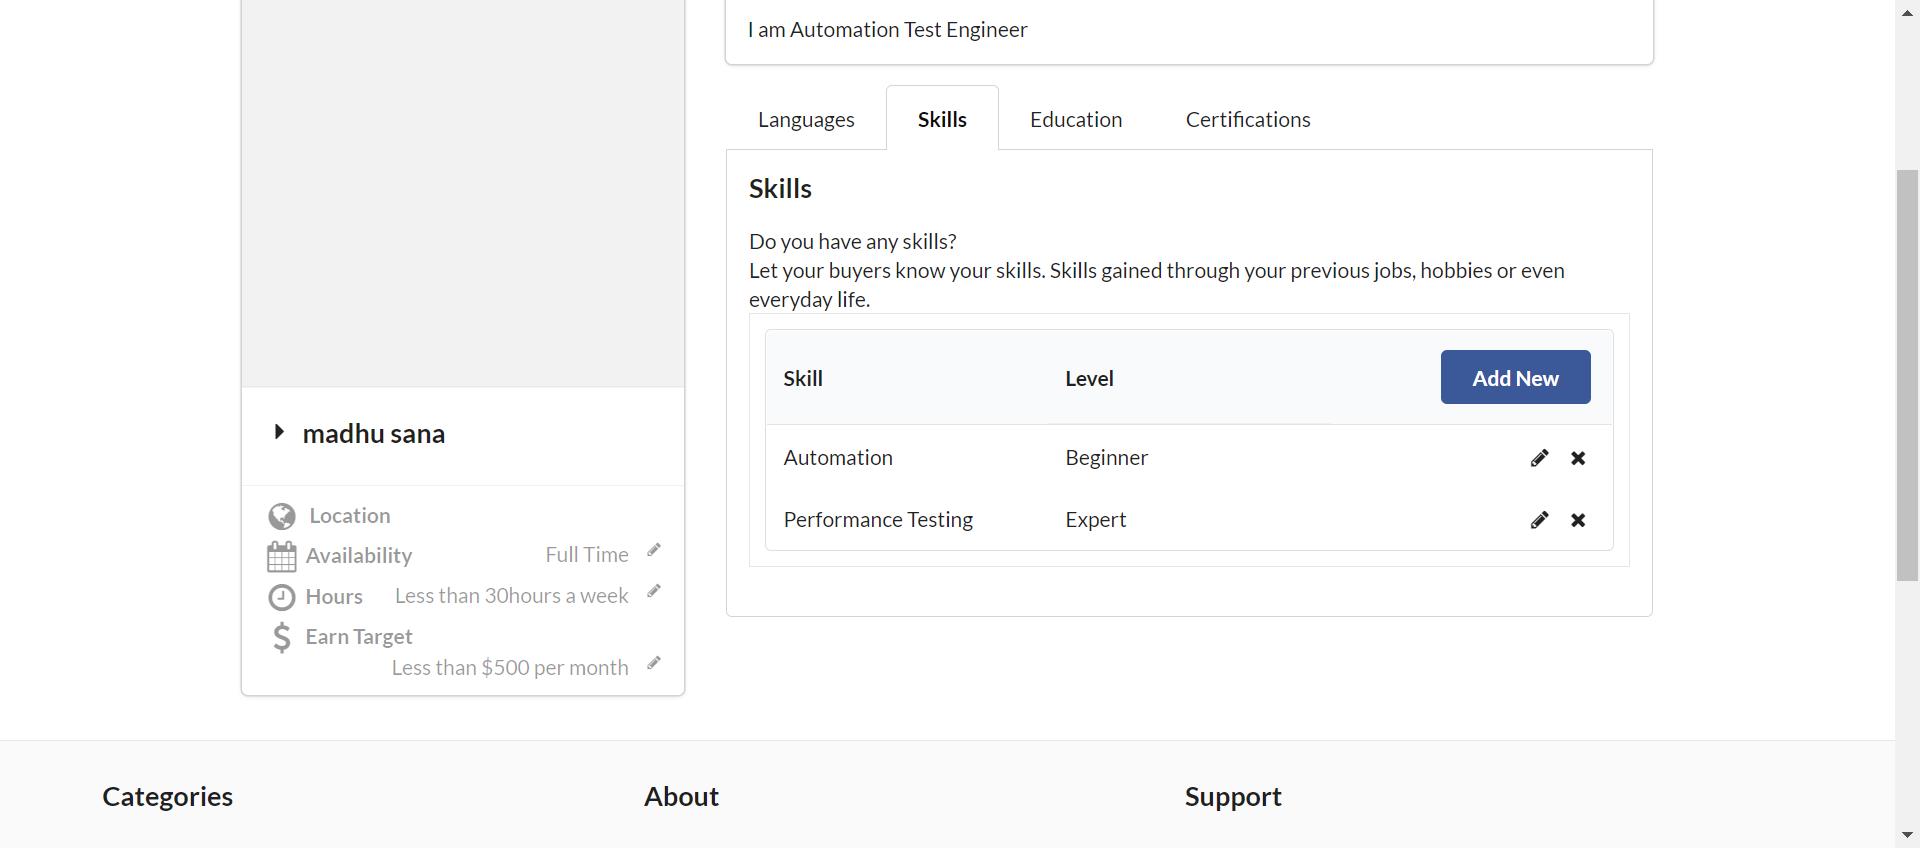 I am Automation Test Engineer
Languages Skills Education Certifications
Skills
Do you have any skills?
Let your buyers know your skills. Skills gained through your previous jobs, hobbies or even
everyday life.
Skill Level Add New
Automation Beginner
Performance Testing Expert
madhu sana
Location
Availability Full Time
Hours Less than 30hours a week
Earn Target
Less than $500 per month
Categories About Support